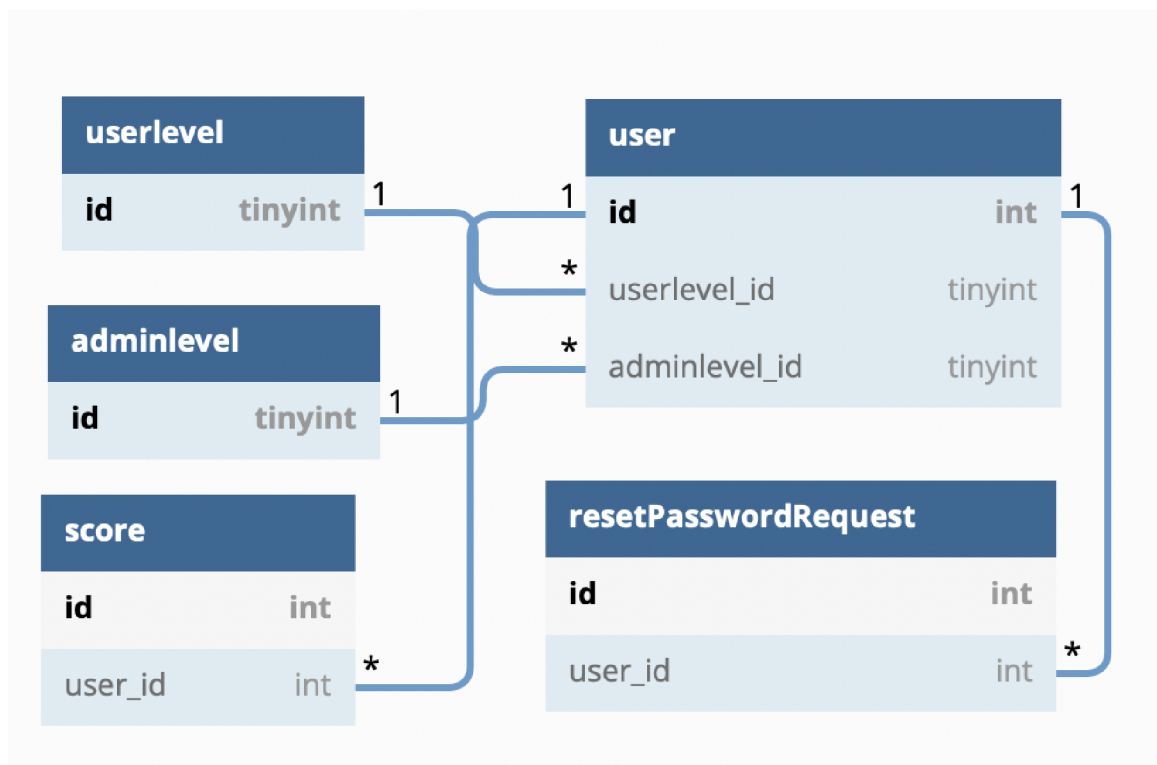 userlevel
id tinyint
1
user
1
id int
1
*
userlevel_id tinyint
*
adminlevel_id tinyint
adminlevel
id tinyint
1
score
id int
user_id int
*
resetPasswordRequest
id int
user_id int
*